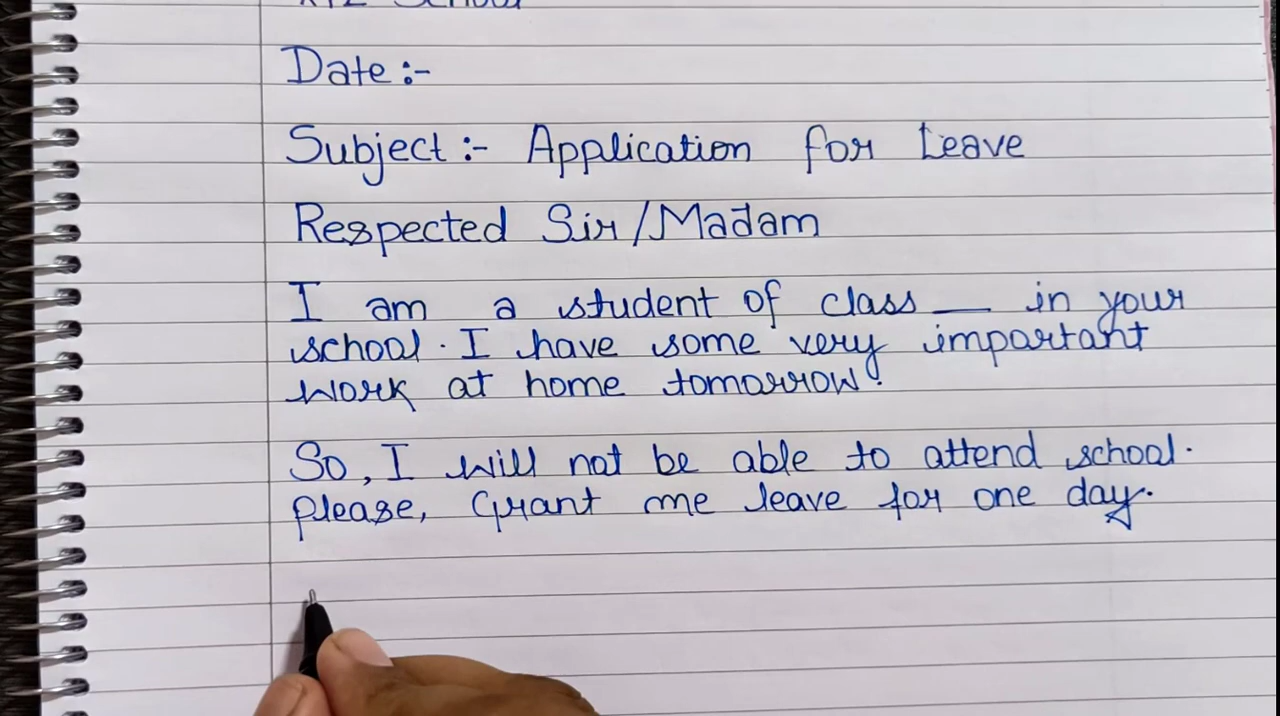 XYZ School
Date :-
Subject :- Application for Leave
Respected Sir/Madam
I am a student of class __ in your
school. I have some very important
work at home tomorrow.
So, I will not be able to attend school.
please, Grant me leave for one day.